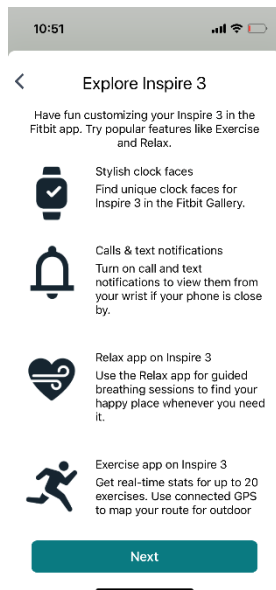 10:51
Explore Inspire 3
Have fun customizing your Inspire 3 in the
Fitbit app. Try popular features like Exercise
and Relax.
Stylish clock faces
Find unique clock faces for
Inspire 3 in the Fitbit Gallery.
Calls & text notifications
Turn on call and text
notifications to view them from
your wrist if your phone is close
by.
Relax app on Inspire 3
Use the Relax app for guided
breathing sessions to find your
happy place whenever you need
it.
Exercise app on Inspire 3
Get real-time stats for up to 20
exercises. Use connected GPS
to map your route for outdoor
Next